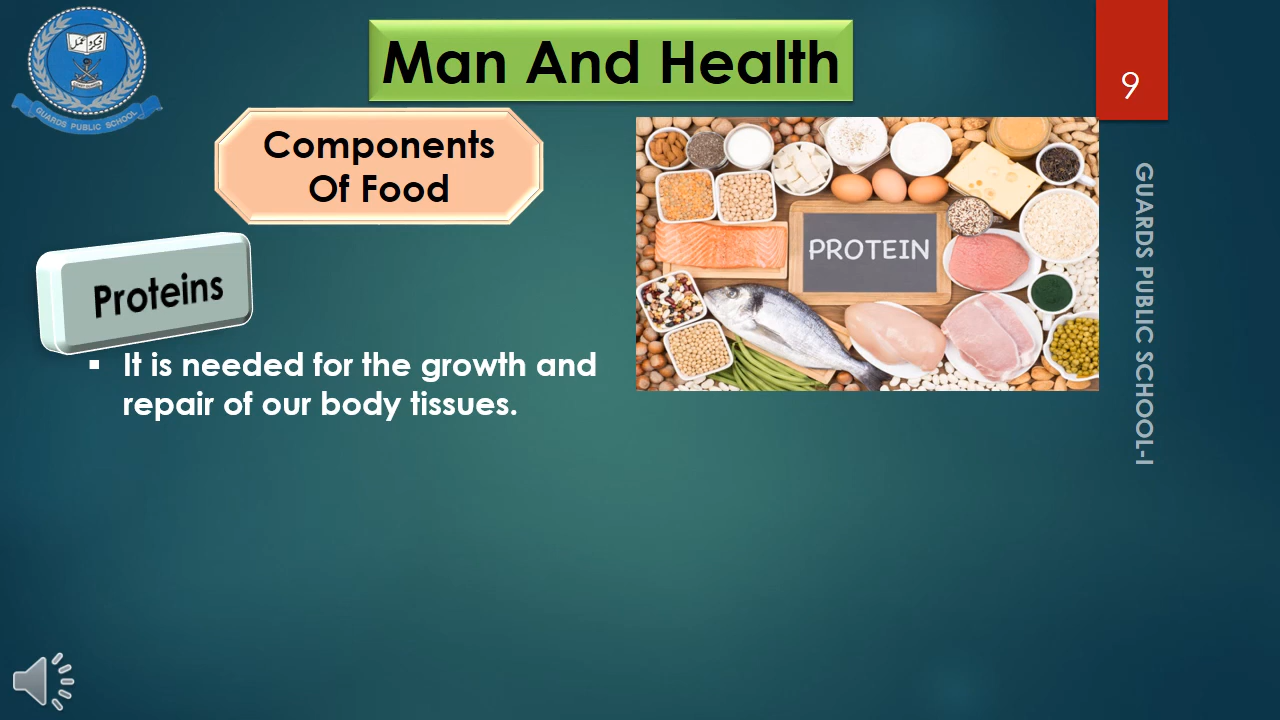 Man And Health
9
Components
Of Food
PROTEIN
Proteins
▪ It is needed for the growth and
repair of our body tissues.
GUARDS PUBLIC SCHOOL-I
GUARDS PUBLIC SCHOOL